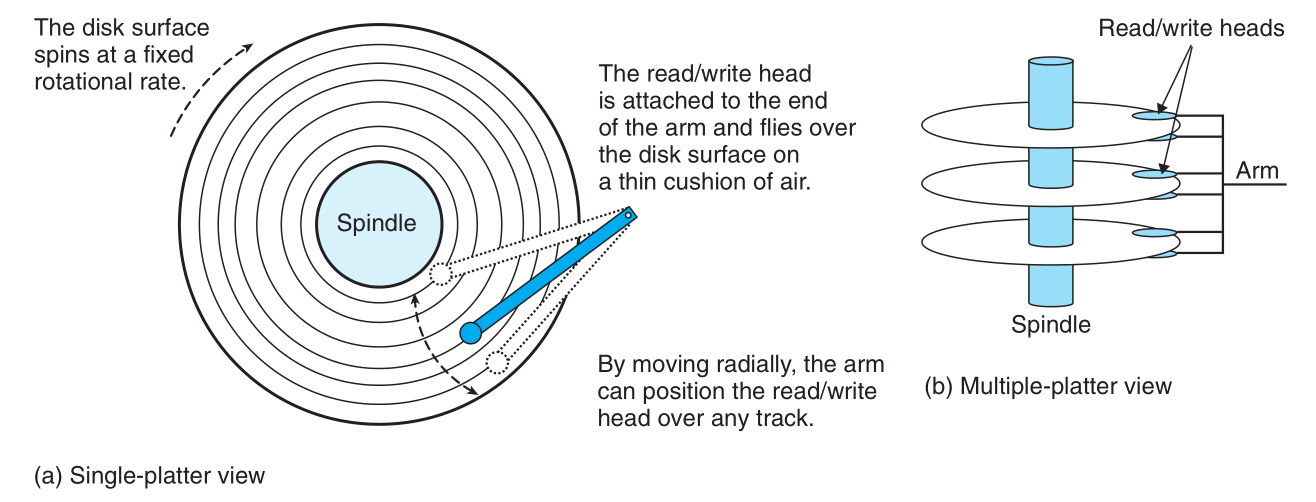 The disk surface
spins at a fixed
rotational rate.
Spindle
The read/write head
is attached to the end
of the arm and flies over
the disk surface on
a thin cushion of air.
By moving radially, the arm
can position the read/write
head over any track.
(a) Single-platter view
Read/write heads
Arm
Spindle
(b) Multiple-platter view